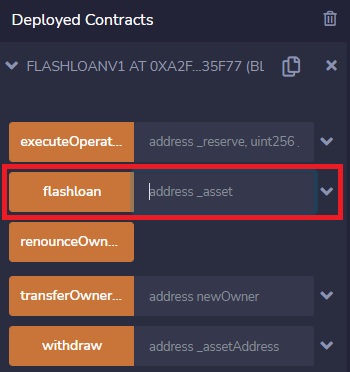 Deployed Contracts
FLASHLOANV1 AT 0XA2F...35F77 (BL
executeOperat... address _reserve, uint256 .
flashloan address _asset
renounceOwn...
transferOwner... address newOwner
withdraw address _assetAddress